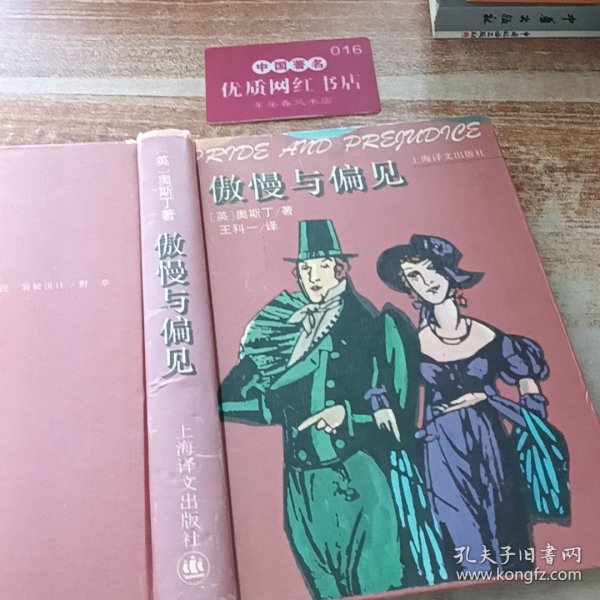 016
中国著名
优质网红书店
PRIDE AND PREJUDICE
上海译文出版社
傲慢与偏见
[英]奥斯丁/著
王科一/译
[英]奥斯丁著
傲慢与偏见
上海译文出版社
装帧设计/野草
孔夫子旧书网
www.kongfz.com